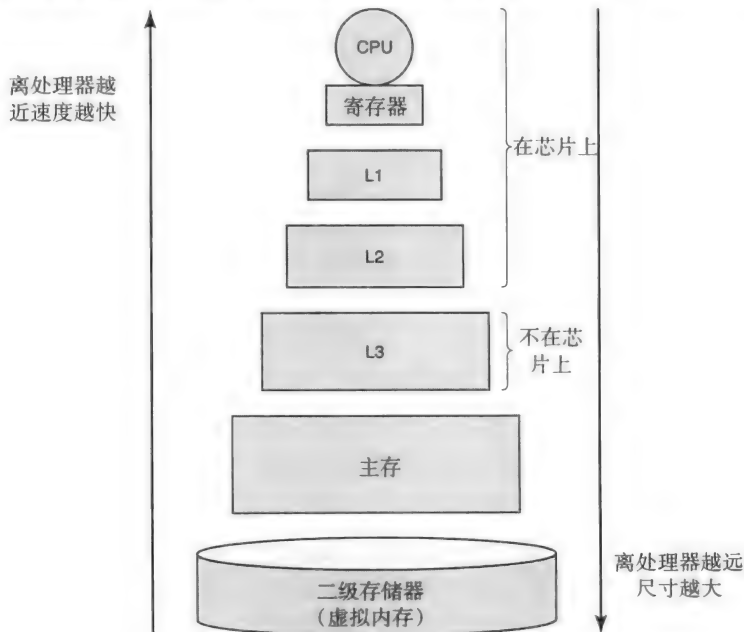 CPU
离处理器越
近速度越快
寄存器
在芯片上
L1
L2
L3
不在芯
片上
主存
离处理器越远
尺寸越大
二级存储器
(虚拟内存)